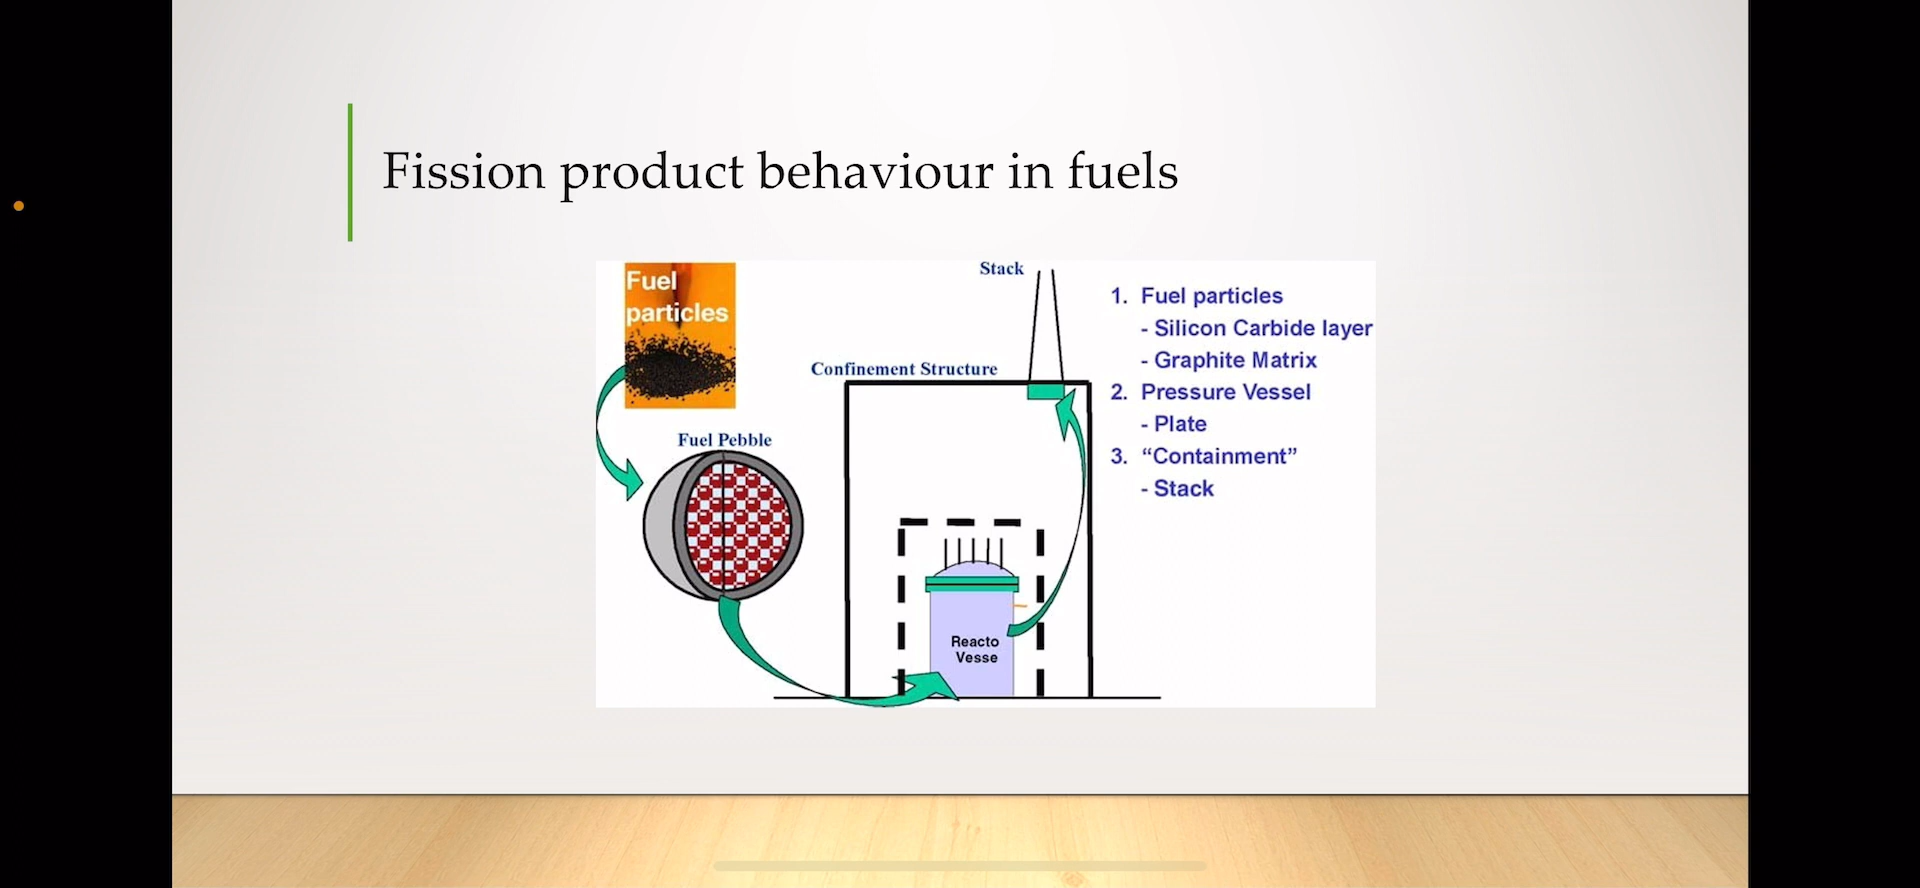 Fission product behaviour in fuels
Fuel
particles
Stack
1. Fuel particles
- Silicon Carbide layer
- Graphite Matrix
2. Pressure Vessel
- Plate
3. “Containment”
- Stack
Confinement Structure
Fuel Pebble
Reacto
Vesse